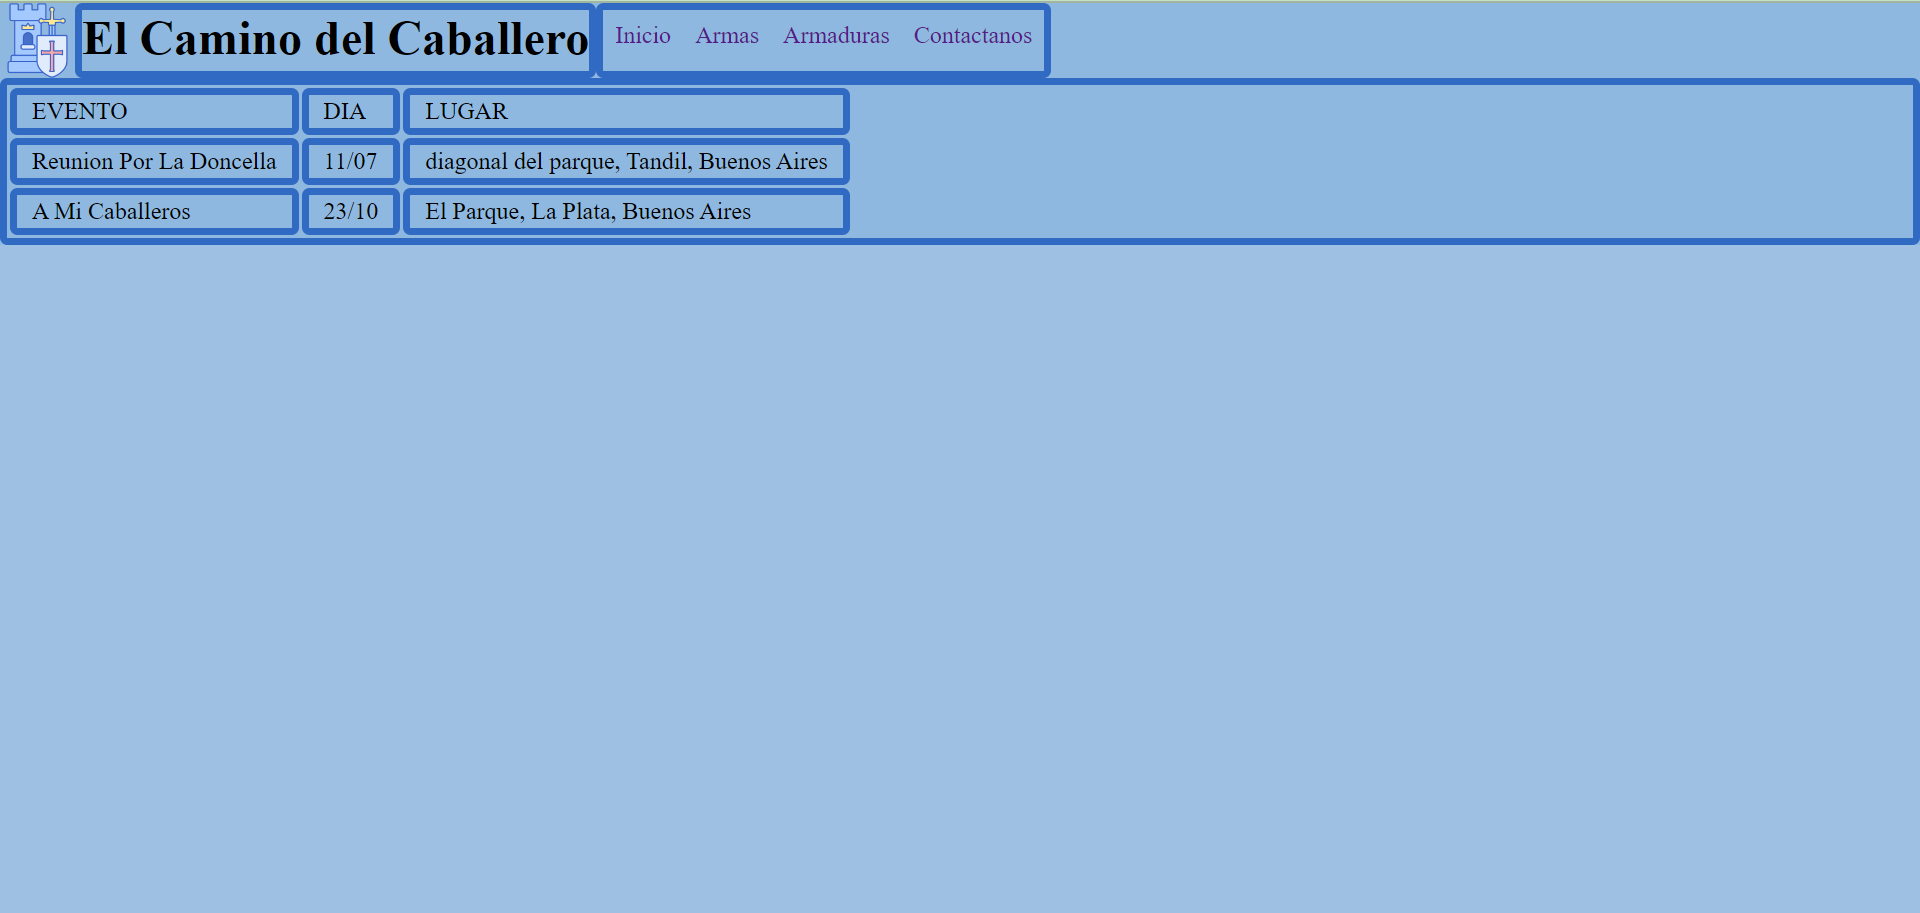 El Camino del Caballero
Inicio Armas Armaduras Contactanos
EVENTO DIA LUGAR
Reunion Por La Doncella 11/07 diagonal del parque, Tandil, Buenos Aires
A Mi Caballeros 23/10 El Parque, La Plata, Buenos Aires